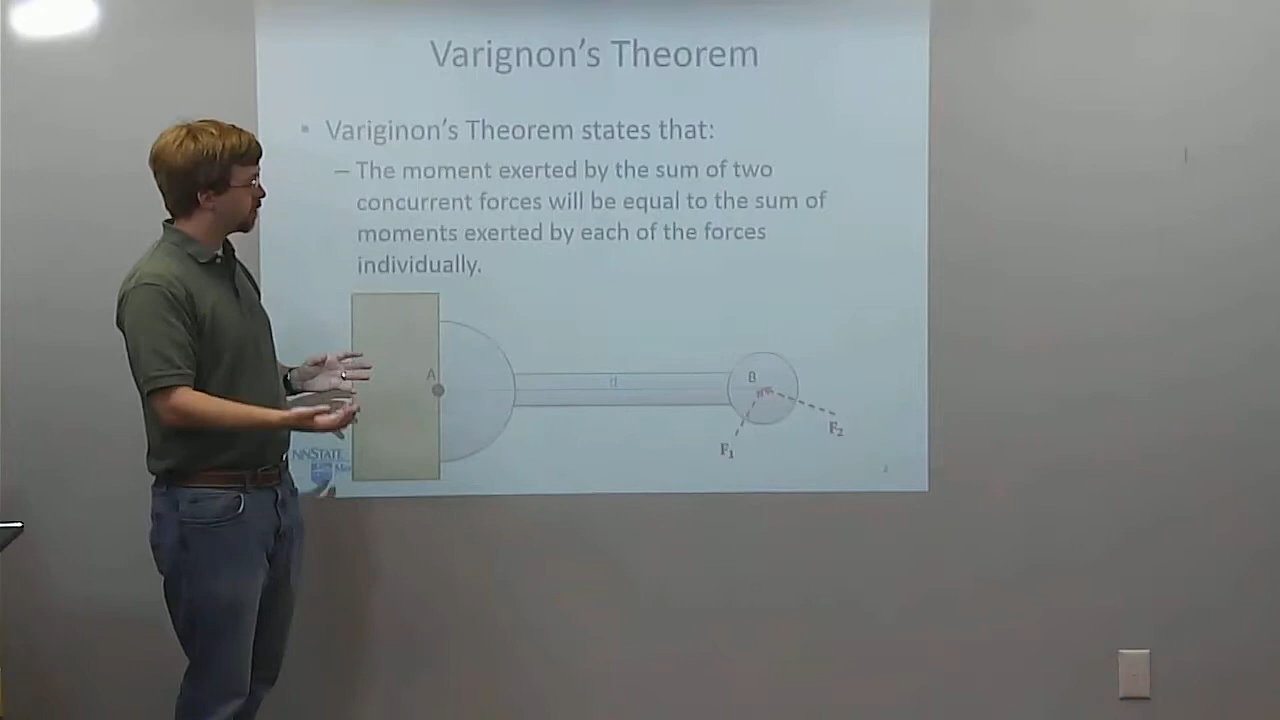 Varignon's Theorem
▪ Variginon's Theorem states that:
– The moment exerted by the sum of two
concurrent forces will be equal to the sum of
moments exerted by each of the forces
individually.
A
B
F₁
F₂
NNSTATE